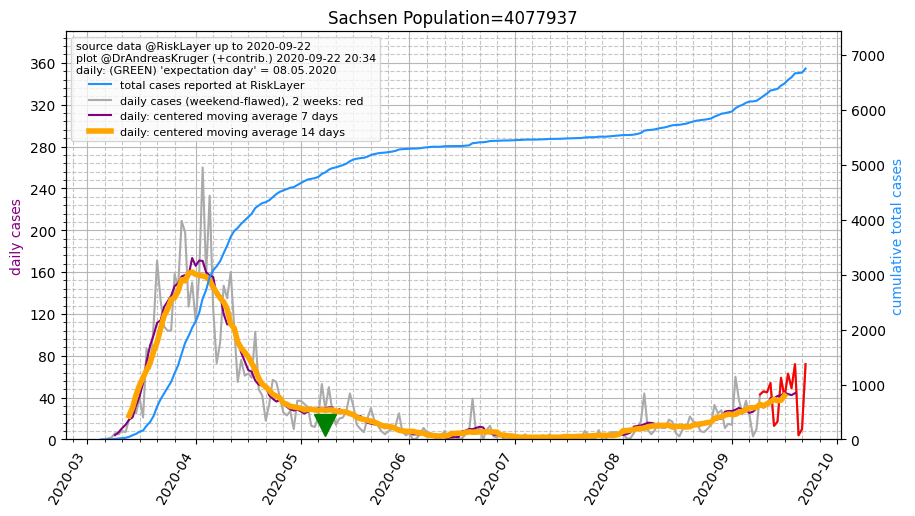 Sachsen Population=4077937
source data @RiskLayer up to 2020-09-22
plot @DrAndreasKruger (+contrib.) 2020-09-22 20:34
daily: (GREEN) 'expectation day' = 08.05.2020
total cases reported at RiskLayer
daily cases (weekend-flawed), 2 weeks: red
daily: centered moving average 7 days
daily: centered moving average 14 days
daily cases
360
320
280
240
200
160
120
80
40
0
7000
6000
5000
4000
3000
2000
1000
0
cumulative total cases
2020-03
2020-04
2020-05
2020-06
2020-07
2020-08
2020-09
2020-10